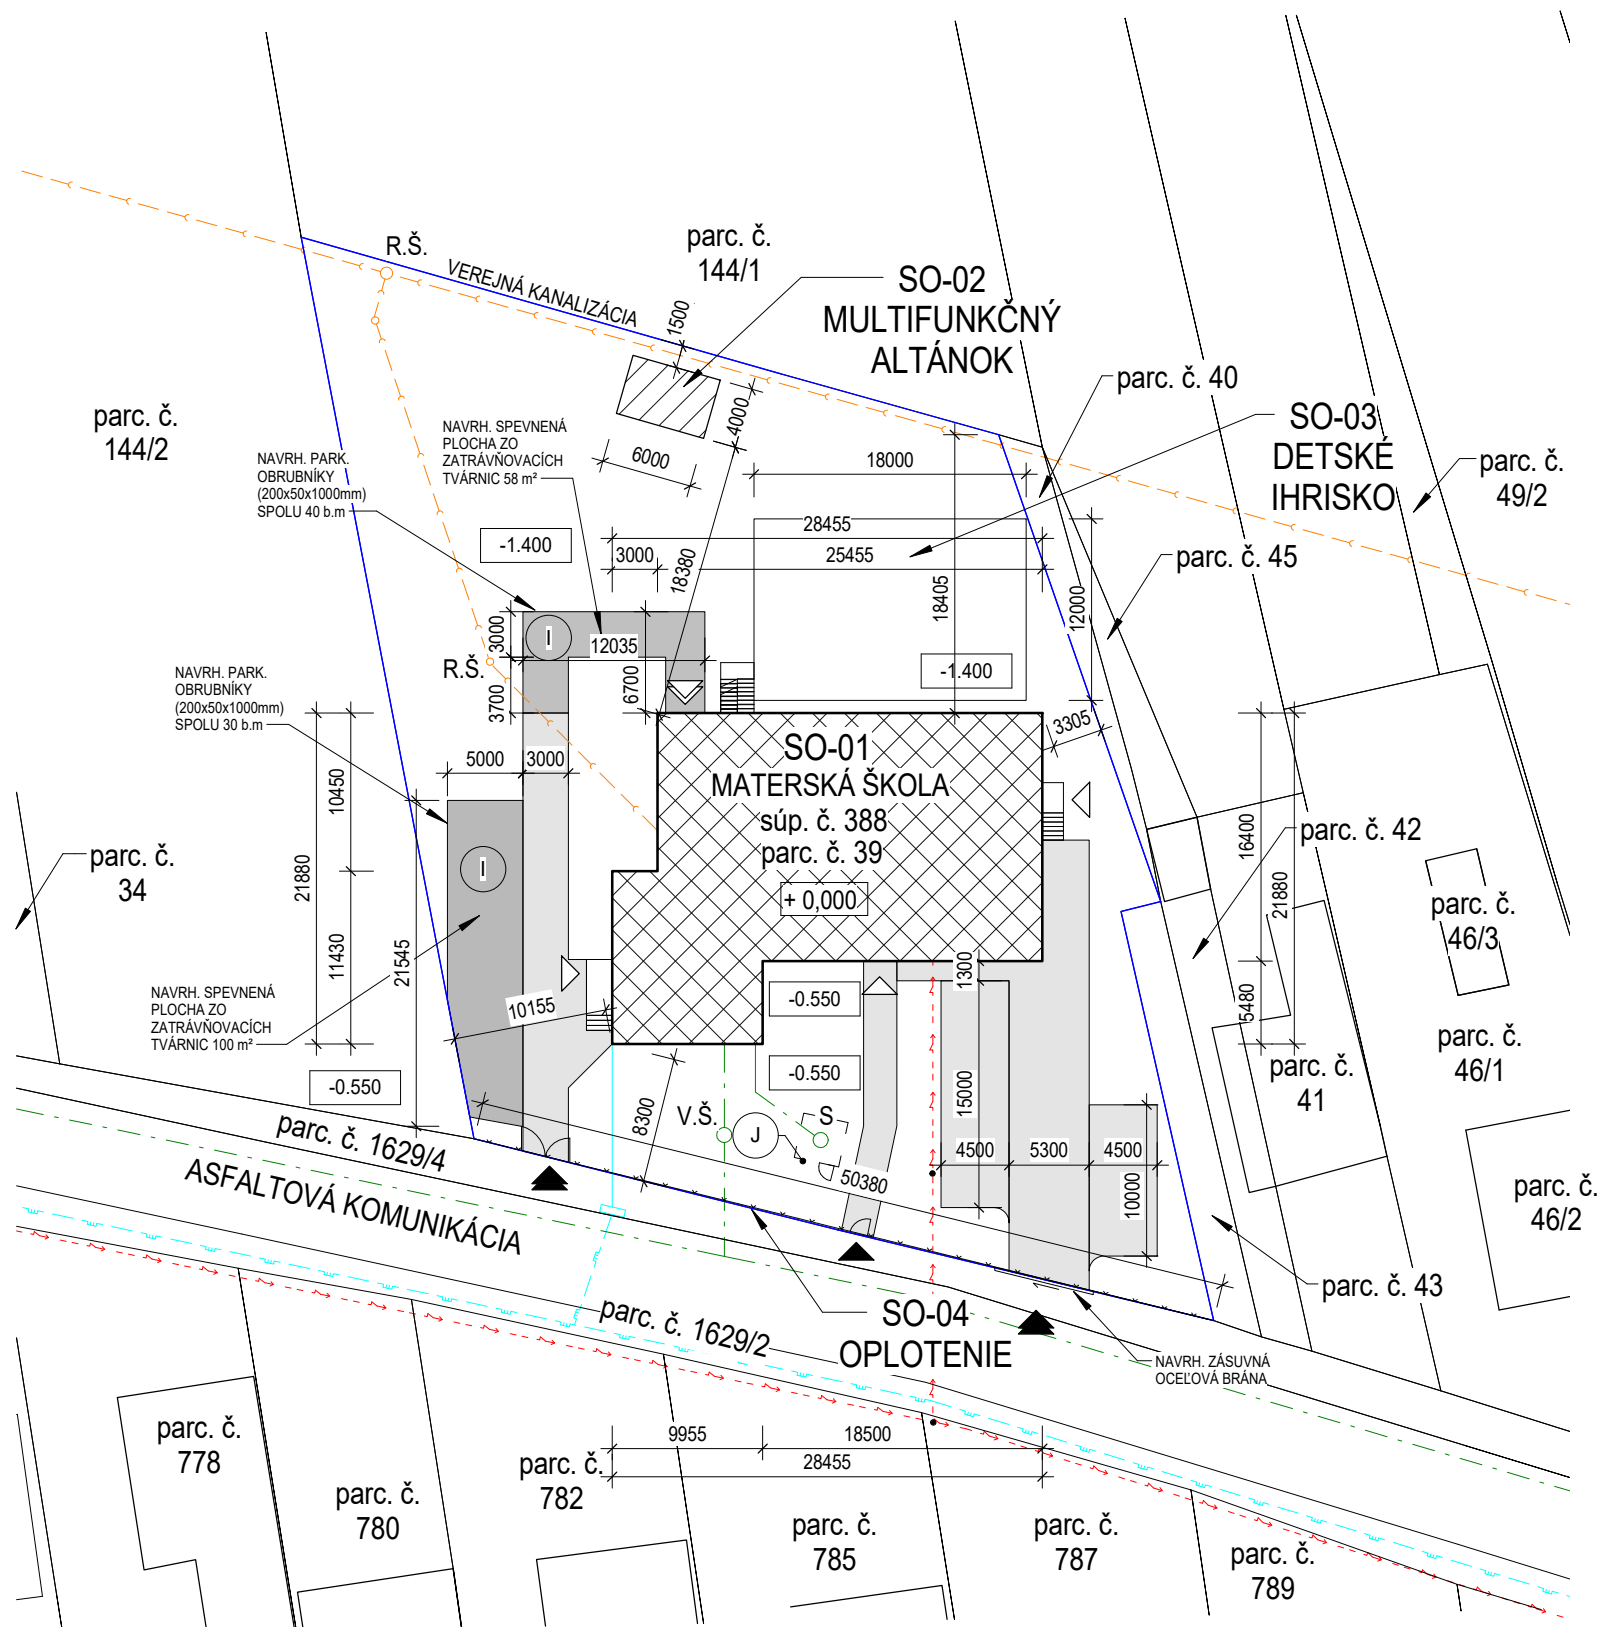 R.Š.
VEREJNÁ KANALIZÁCIA
parc. č.
144/1
SO-02
MULTIFUNKČNÝ
ALTÁNOK
1500
4000
6000
parc. č. 40
SO-03
DETSKÉ
IHRISKO
parc. č.
49/2
parc. č. 45
parc. č.
144/2
NAVRH. SPEVNENÁ
PLOCHA ZO
ZATRÁVŇOVACÍCH
TVÁRNIC 58 m²
NAVRH. PARK.
OBRUBNÍKY
(200x50x1000mm)
SPOLU 40 b.m
-1.400
18000
28455
3000
25455
18380
18405
12000
3000
I
12035
R.Š.
3700
6700
-1.400
3305
NAVRH. PARK.
OBRUBNÍKY
(200x50x1000mm)
SPOLU 30 b.m
5000
3000
10450
21880
11430
21545
I
SO-01
MATERSKÁ ŠKOLA
súp. č. 388
parc. č. 39
+ 0,000
16400
21880
5480
parc. č. 42
parc. č.
34
parc. č.
46/3
NAVRH. SPEVNENÁ
PLOCHA ZO
ZATRÁVŇOVACÍCH
TVÁRNIC 100 m²
10155
-0.550
1300
-0.550
-0.550
parc. č.
41
parc. č.
46/1
8300
V.Š.
J
S
15000
4500
5300
4500
10000
50380
parc. č. 1629/4
ASFALTOVÁ KOMUNIKÁCIA
parc. č.
46/2
parc. č. 43
parc. č. 1629/2
SO-04
OPLOTENIE
NAVRH. ZÁSUVNÁ
OCEĽOVÁ BRÁNA
9955
18500
28455
parc. č.
778
parc. č.
780
parc. č.
782
parc. č.
785
parc. č.
787
parc. č.
789